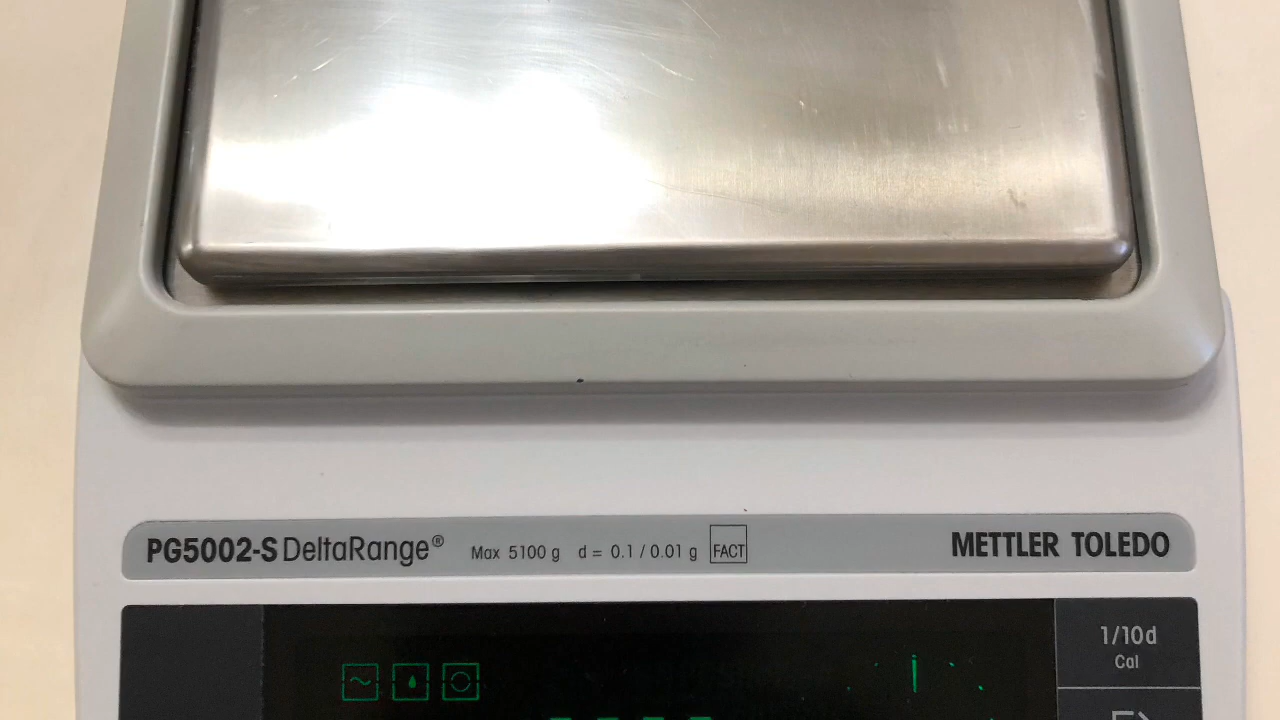 PG5002-S DeltaRange® Max 5100 g d = 0.1 / 0.01 g FACT METTLER TOLEDO
1/10d
Cal